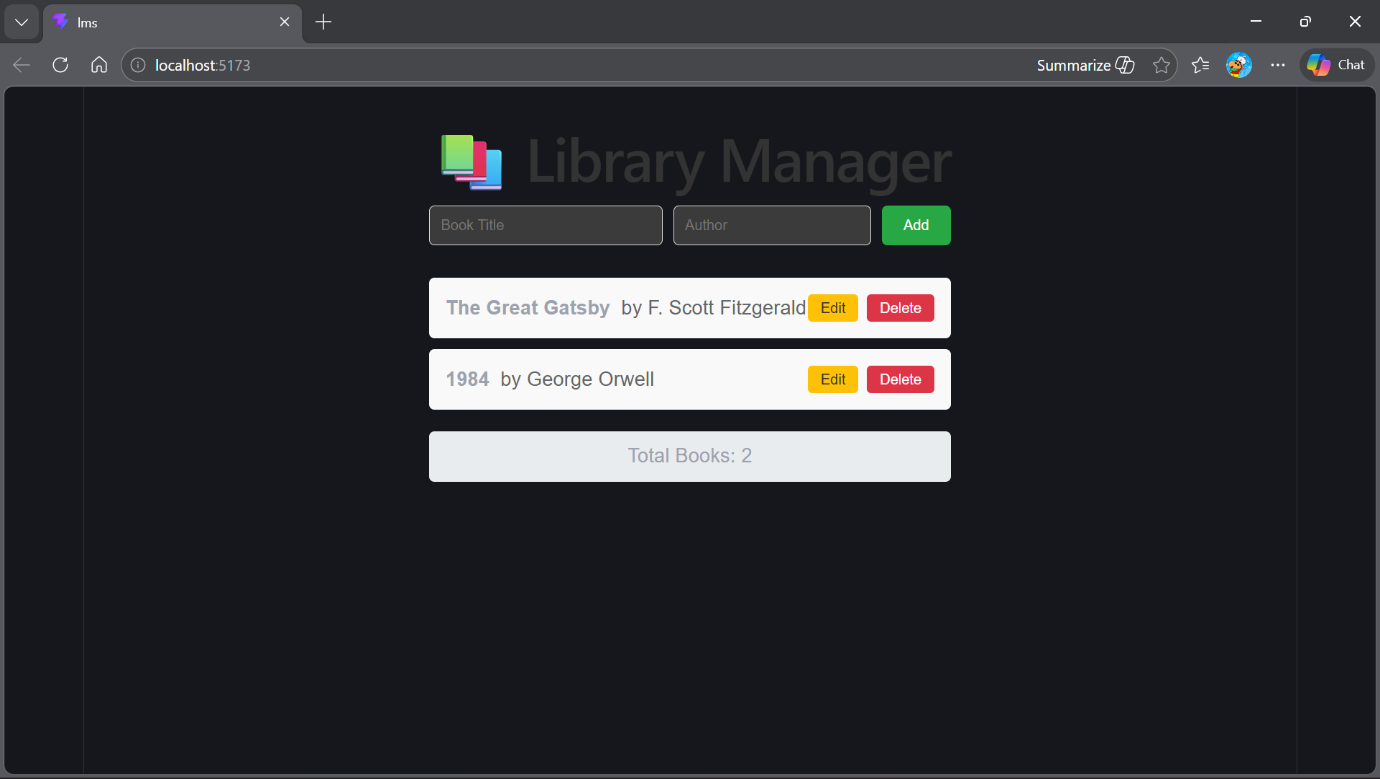 lms
localhost:5173 Summarize Chat
Library Manager
Book Title Author Add
The Great Gatsby by F. Scott Fitzgerald Edit Delete
1984 by George Orwell Edit Delete
Total Books: 2